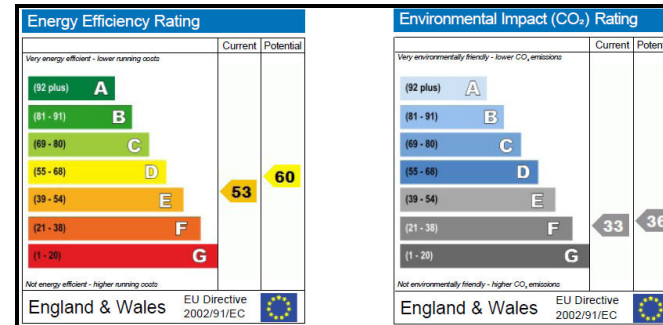 Energy Efficiency Rating
Current Potential
Very energy efficient - lower running costs
(92 plus) A
(81 - 91) B
(69 - 80) C
(55 - 68) D
(39 - 54) E
(21 - 38) F
(1 - 20) G
53
60
Not energy efficient - higher running costs
England & Wales
EU Directive
2002/91/EC
Environmental Impact (CO₂) Rating
Current Potent
Very environmentally friendly - lower CO₂ emissions
(92 plus) A
(81 - 91) B
(69 - 80) C
(55 - 68) D
(39 - 54) E
(21 - 38) F
(1 - 20) G
33
36
Not environmentally friendly - higher CO₂ emissions
England & Wales
EU Directive
2002/91/EC